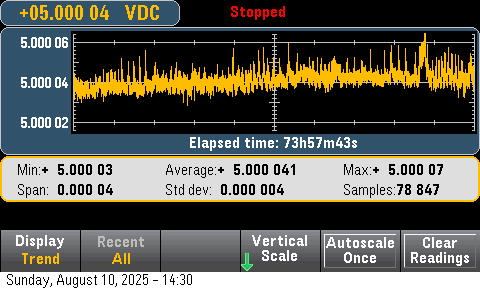 +05.000 04 VDC Stopped
5.000 06
5.000 04
5.000 02
Elapsed time: 73h57m43s
Min:+ 5.000 03 Average:+ 5.000 041 Max:+ 5.000 07
Span: 0.000 04 Std dev: 0.000 004 Samples:78 847
Display Recent Vertical Autoscale Clear
Trend All Scale Once Readings
Sunday, August 10, 2025 - 14:30